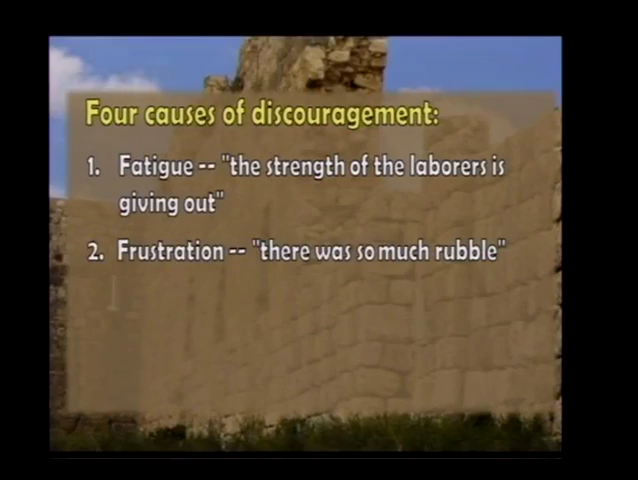 Four causes of discouragement:
1. Fatigue -- "the strength of the laborers is
giving out"
2. Frustration -- "there was so much rubble"